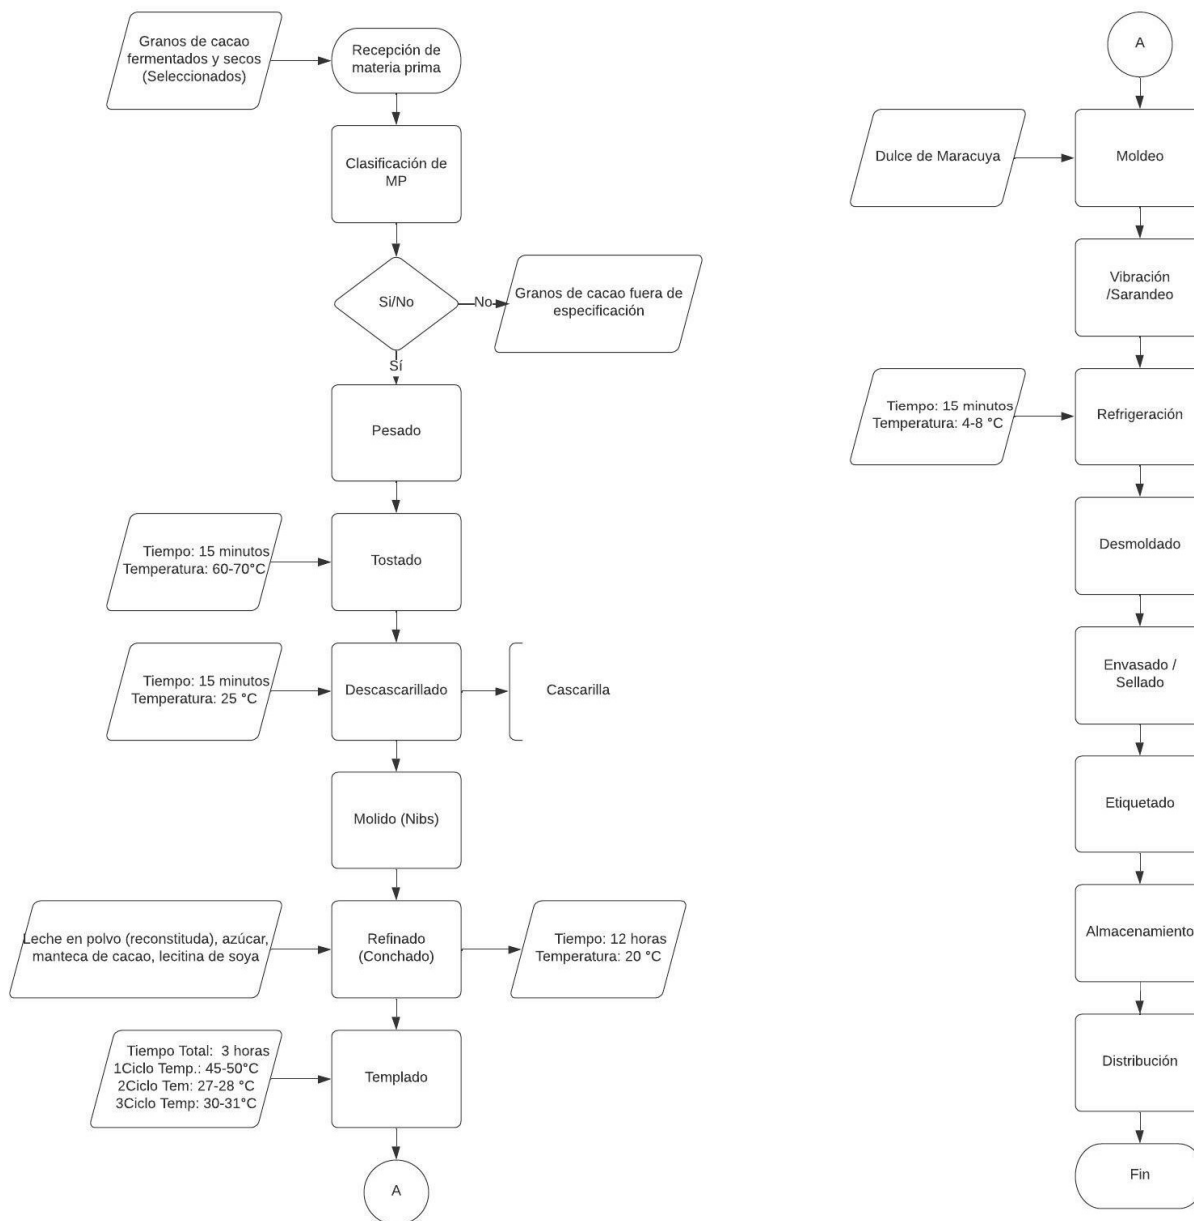 Granos de cacao
fermentados y secos
(Seleccionados)
Recepción de
materia prima
Clasificación de
MP
Si/No
No
Granos de cacao fuera de
especificación
Sí
Pesado
Tiempo: 15 minutos
Temperatura: 60-70°C
Tostado
Tiempo: 15 minutos
Temperatura: 25 °C
Descascarillado
Cascarilla
Molido (Nibs)
Leche en polvo (reconstituda), azúcar,
manteca de cacao, lecitina de soya
Refinado
(Conchado)
Tiempo: 12 horas
Temperatura: 20 °C
Tiempo Total: 3 horas
1Ciclo Temp.: 45-50°C
2Ciclo Tem: 27-28 °C
3Ciclo Temp: 30-31°C
Templado
A
A
Dulce de Maracuya
Moldeo
Vibración
/Sarandeo
Tiempo: 15 minutos
Temperatura: 4-8 °C
Refrigeración
Desmoldado
Envasado /
Sellado
Etiquetado
Almacenamiento
Distribución
Fin